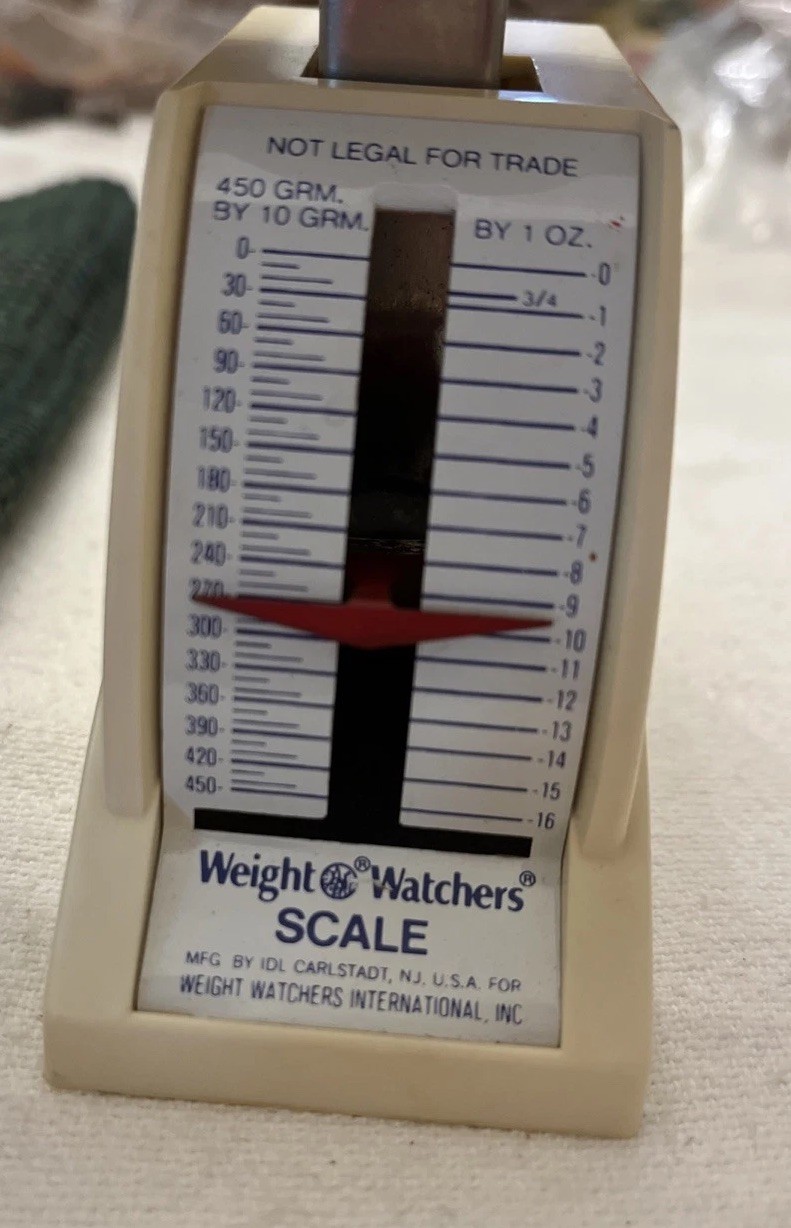 NOT LEGAL FOR TRADE
450 GRM.
BY 10 GRM.
BY 1 OZ.
0- -0
30- 3/4
-1
60- -2
90- -3
120- -4
150- -5
180- -6
210- -7
240- -8
270- -9
300- -10
330- -11
360- -12
390- -13
420- -14
450- -15
-16
Weight ® Watchers®
SCALE
MFG BY IDL CARLSTADT, NJ, U.S.A. FOR
WEIGHT WATCHERS INTERNATIONAL, INC